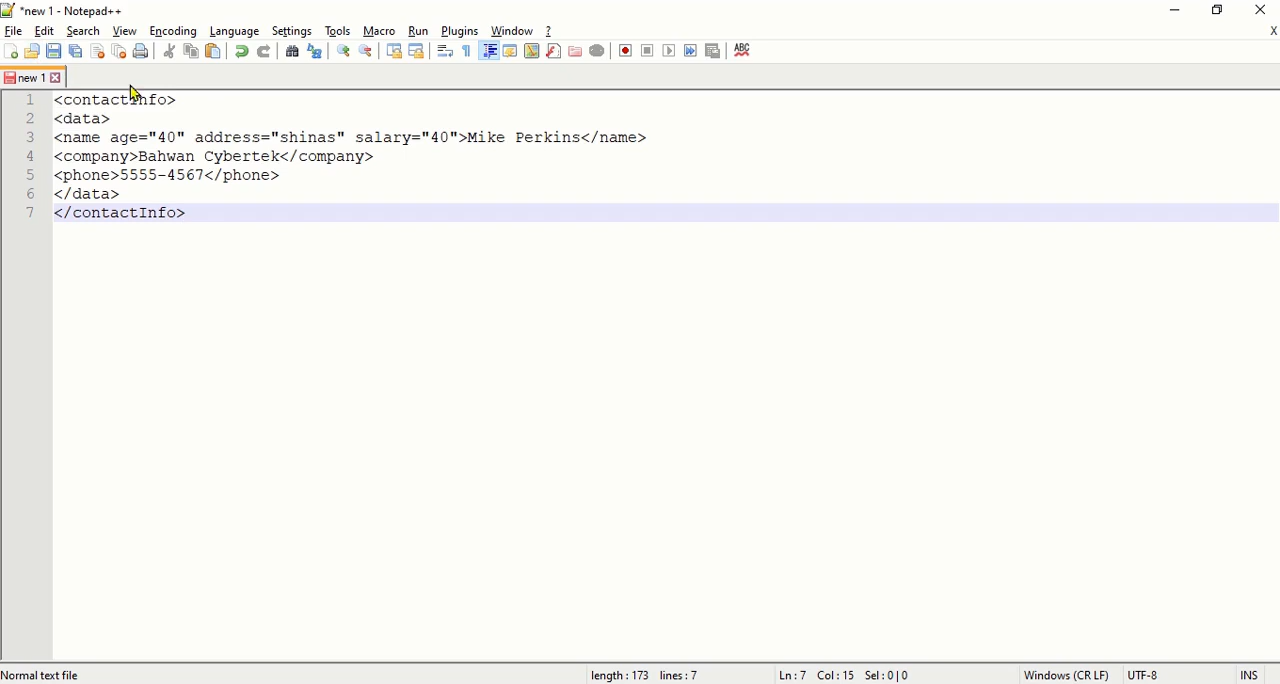 *new 1 - Notepad++
File Edit Search View Encoding Language Settings Tools Macro Run Plugins Window ? X
ABC
new 1
1 <contactInfo>
2 <data>
3 <name age="40" address="shinas" salary="40">Mike Perkins</name>
4 <company>Bahwan Cybertek</company>
5 <phone>5555-4567</phone>
6 </data>
7 </contactInfo>
Normal text file length : 173 lines : 7 Ln : 7 Col : 15 Sel : 0 | 0 Windows (CR LF) UTF-8 INS